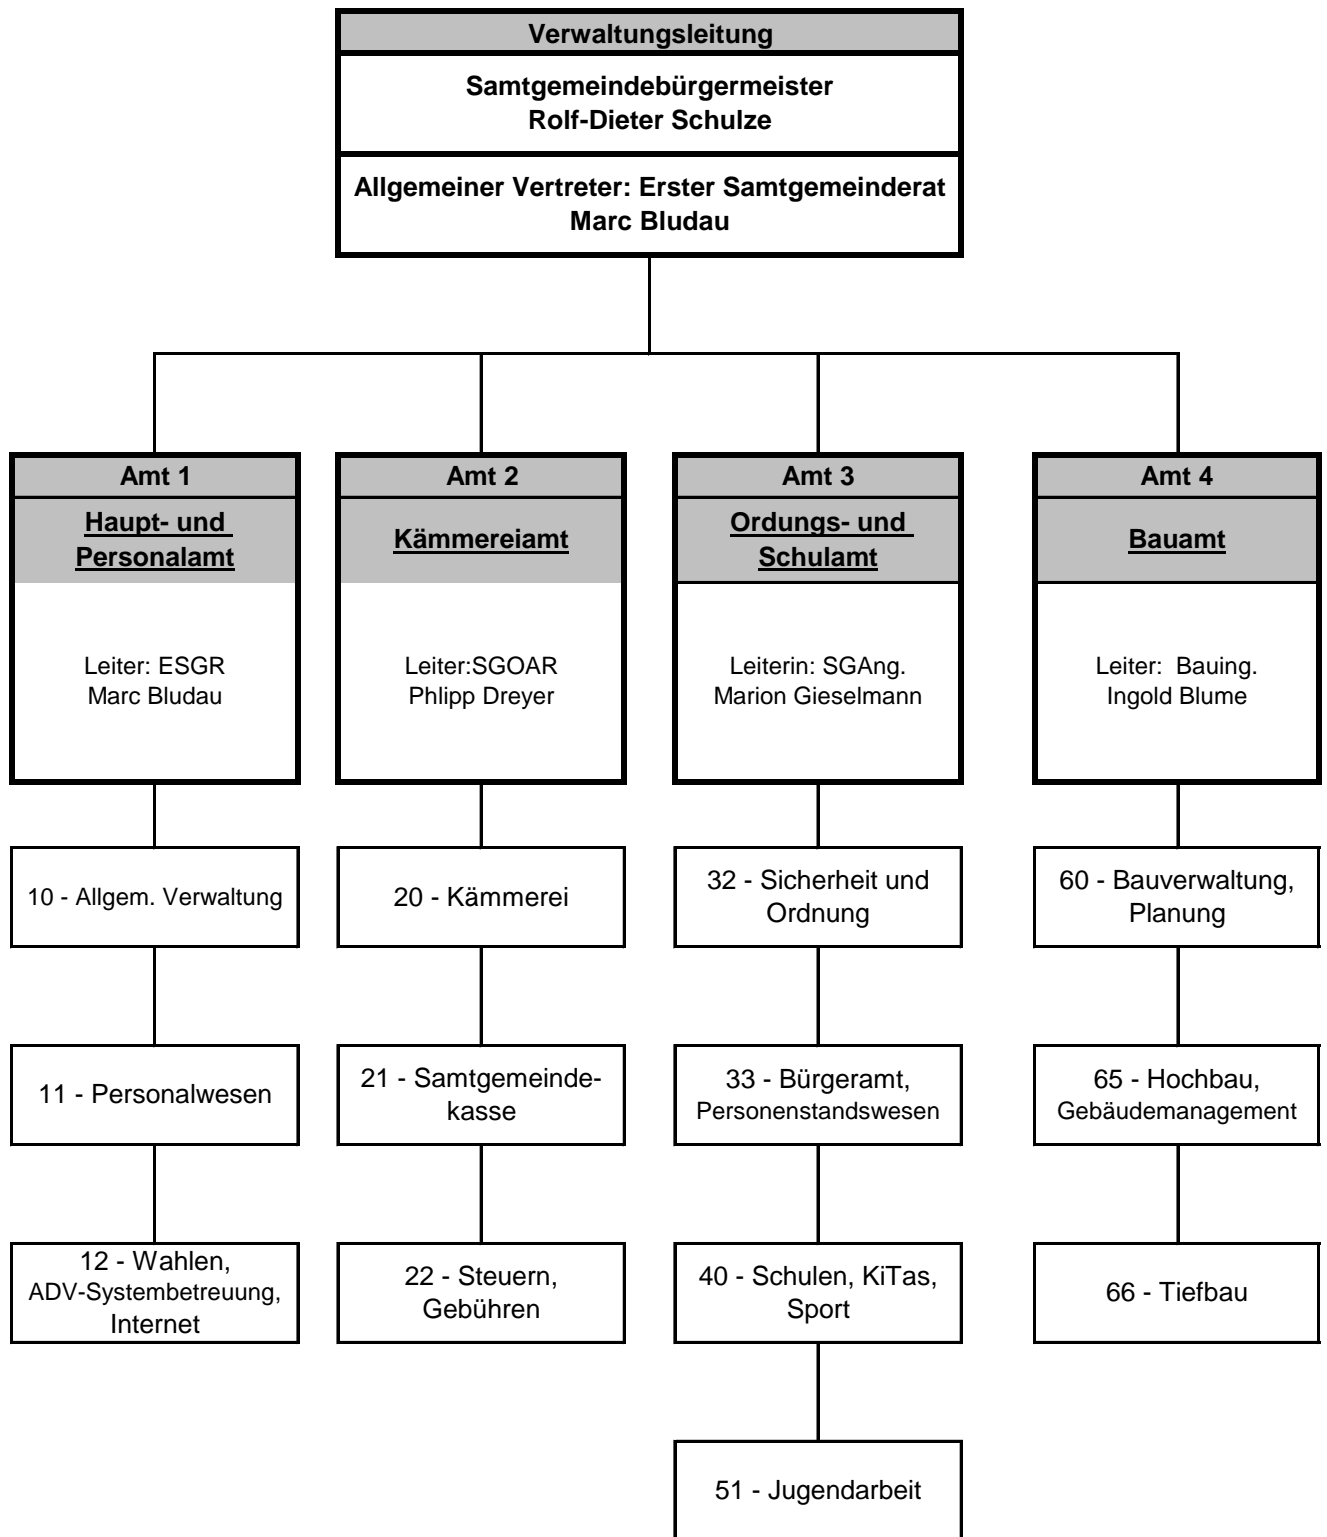 Verwaltungsleitung
Samtgemeindebürgermeister
Rolf-Dieter Schulze
Allgemeiner Vertreter: Erster Samtgemeinderat
Marc Bludau
Amt 1
Haupt- und
Personalamt
Leiter: ESGR
Marc Bludau
10 - Allgem. Verwaltung
11 - Personalwesen
12 - Wahlen,
ADV-Systembetreuung,
Internet
Amt 2
Kämmereiamt
Leiter:SGOAR
Phlipp Dreyer
20 - Kämmerei
21 - Samtgemeinde-
kasse
22 - Steuern,
Gebühren
Amt 3
Ordungs- und
Schulamt
Leiterin: SGAng.
Marion Gieselmann
32 - Sicherheit und
Ordnung
33 - Bürgeramt,
Personenstandswesen
40 - Schulen, KiTas,
Sport
51 - Jugendarbeit
Amt 4
Bauamt
Leiter:  Bauing.
Ingold Blume
60 - Bauverwaltung,
Planung
65 - Hochbau,
Gebäudemanagement
66 - Tiefbau